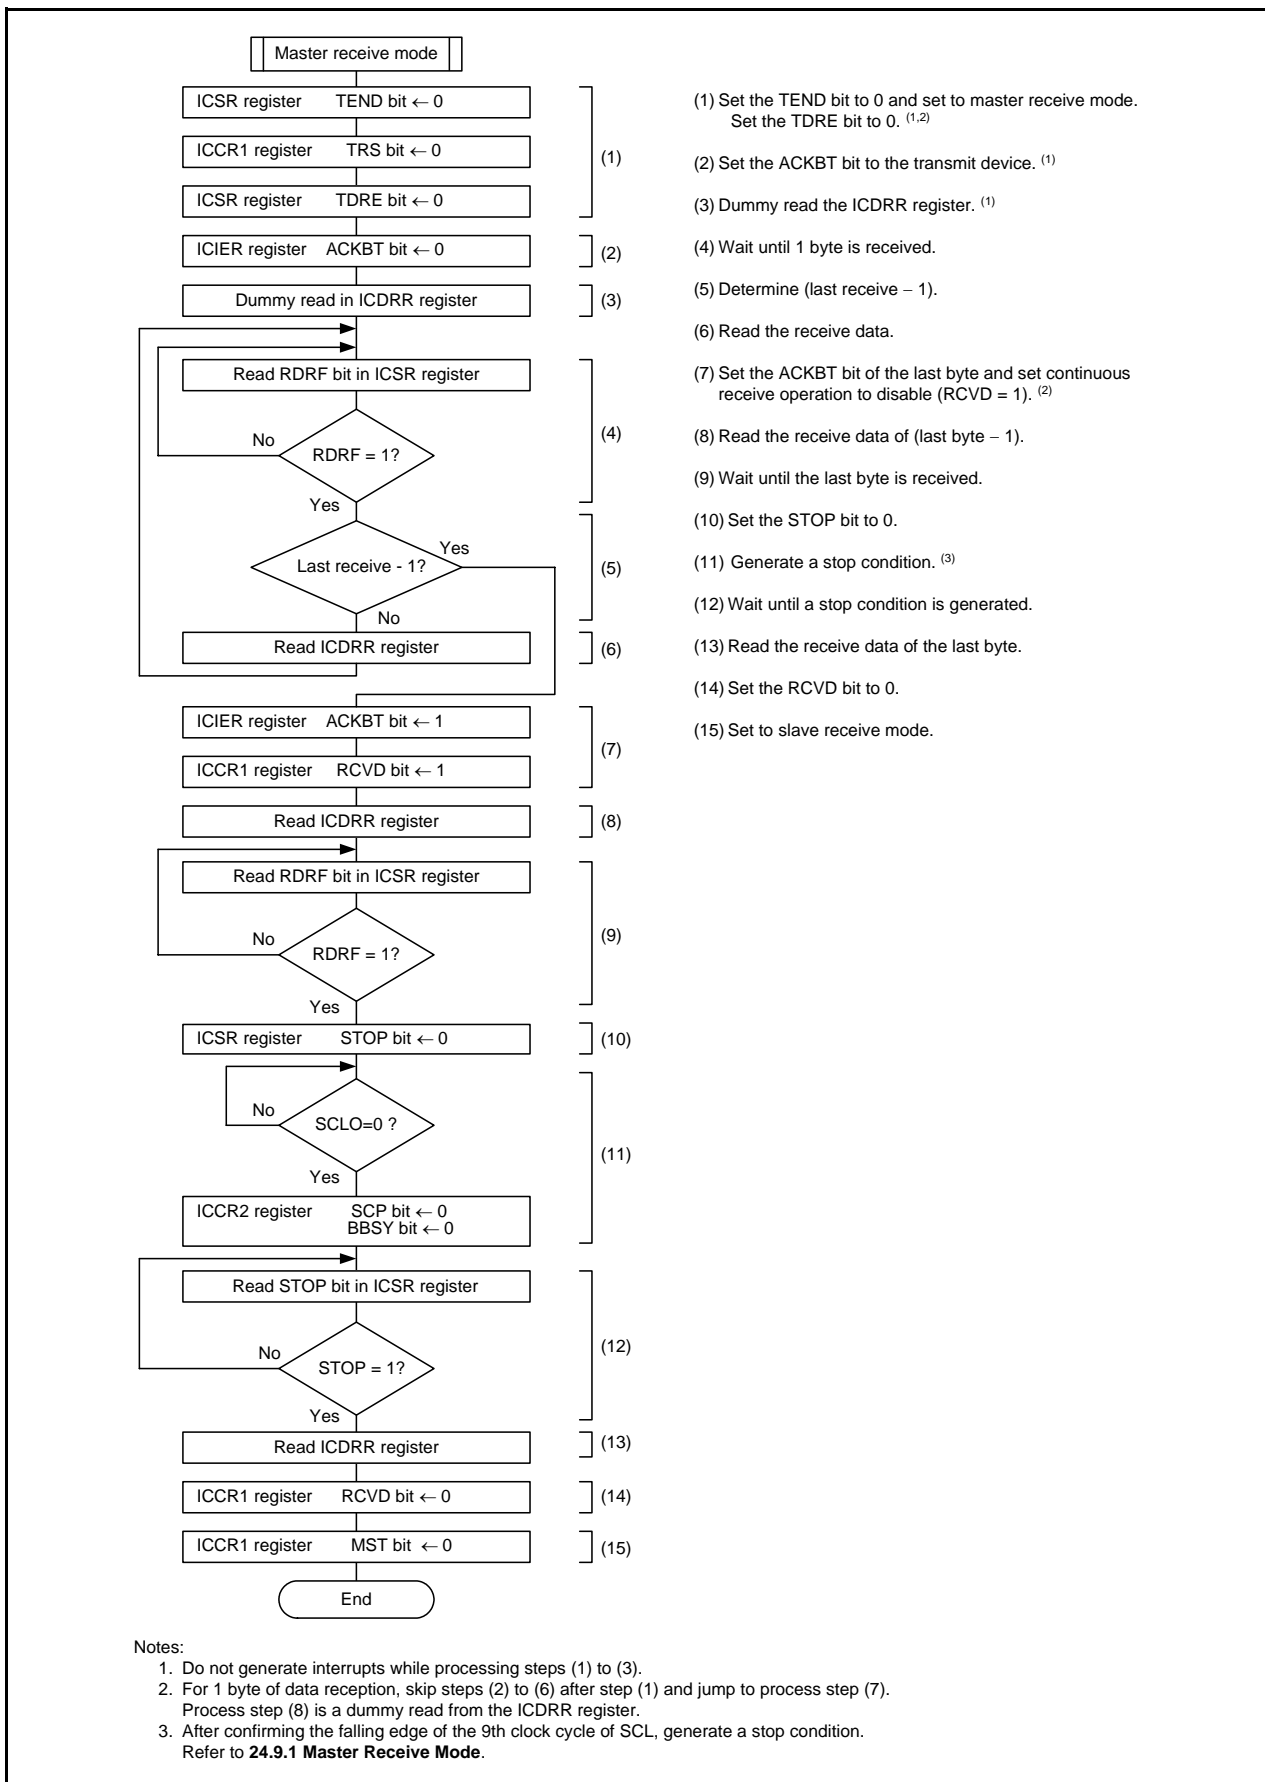 Master receive mode
ICSR register TEND bit ← 0
ICCR1 register TRS bit ← 0
ICSR register TDRE bit ← 0
(1)
ICIER register ACKBT bit ← 0
(2)
Dummy read in ICDRR register
(3)
Read RDRF bit in ICSR register
No
RDRF = 1?
Yes
(4)
Last receive - 1?
Yes
No
(5)
Read ICDRR register
(6)
ICIER register ACKBT bit ← 1
ICCR1 register RCVD bit ← 1
(7)
Read ICDRR register
(8)
Read RDRF bit in ICSR register
No
RDRF = 1?
Yes
(9)
ICSR register STOP bit ← 0
(10)
No
SCLO=0 ?
Yes
(11)
ICCR2 register SCP bit ← 0
BBSY bit ← 0
Read STOP bit in ICSR register
No
STOP = 1?
Yes
(12)
Read ICDRR register
(13)
ICCR1 register RCVD bit ← 0
(14)
ICCR1 register MST bit ← 0
(15)
End
(1) Set the TEND bit to 0 and set to master receive mode.
Set the TDRE bit to 0. (1,2)
(2) Set the ACKBT bit to the transmit device. (1)
(3) Dummy read the ICDRR register. (1)
(4) Wait until 1 byte is received.
(5) Determine (last receive − 1).
(6) Read the receive data.
(7) Set the ACKBT bit of the last byte and set continuous
receive operation to disable (RCVD = 1). (2)
(8) Read the receive data of (last byte − 1).
(9) Wait until the last byte is received.
(10) Set the STOP bit to 0.
(11) Generate a stop condition. (3)
(12) Wait until a stop condition is generated.
(13) Read the receive data of the last byte.
(14) Set the RCVD bit to 0.
(15) Set to slave receive mode.
Notes:
1. Do not generate interrupts while processing steps (1) to (3).
2. For 1 byte of data reception, skip steps (2) to (6) after step (1) and jump to process step (7).
Process step (8) is a dummy read from the ICDRR register.
3. After confirming the falling edge of the 9th clock cycle of SCL, generate a stop condition.
Refer to 24.9.1 Master Receive Mode.